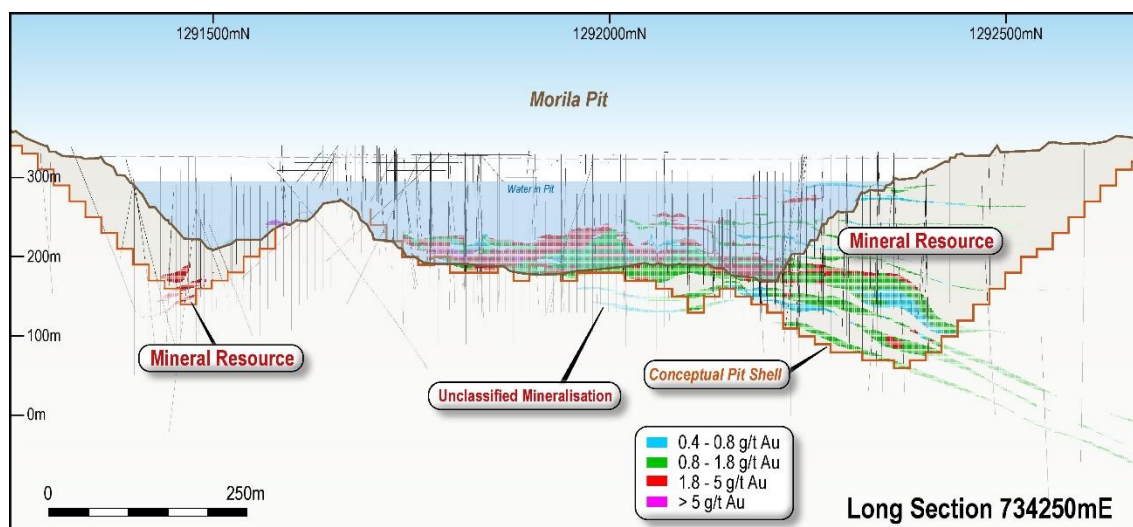 1291500mN
1292000mN
1292500mN
Morila Pit
300m
Water in Pit
200m
Mineral Resource
Mineral Resource
100m
Conceptual Pit Shell
Unclassified Mineralisation
0m
0.4 - 0.8 g/t Au
0.8 - 1.8 g/t Au
1.8 - 5 g/t Au
> 5 g/t Au
0
250m
Long Section 734250mE